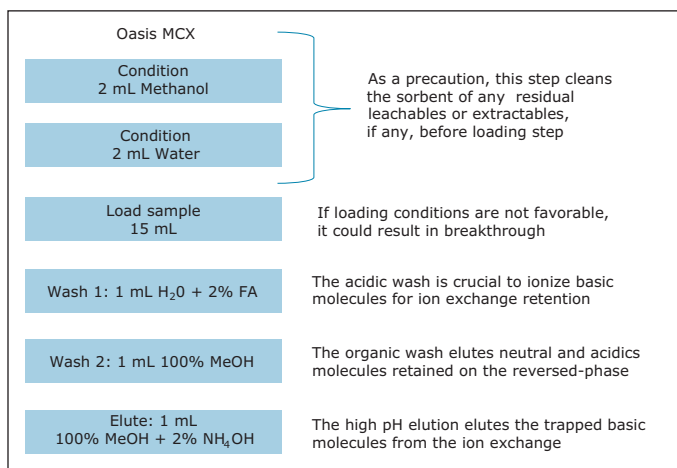 Oasis MCX
Condition
2 mL Methanol
Condition
2 mL Water
As a precaution, this step cleans
the sorbent of any residual
leachables or extractables,
if any, before loading step
Load sample
15 mL
If loading conditions are not favorable,
it could result in breakthrough
Wash 1: 1 mL H₂0 + 2% FA
The acidic wash is crucial to ionize basic
molecules for ion exchange retention
Wash 2: 1 mL 100% MeOH
The organic wash elutes neutral and acidics
molecules retained on the reversed-phase
Elute: 1 mL
100% MeOH + 2% NH₄OH
The high pH elution elutes the trapped basic
molecules from the ion exchange